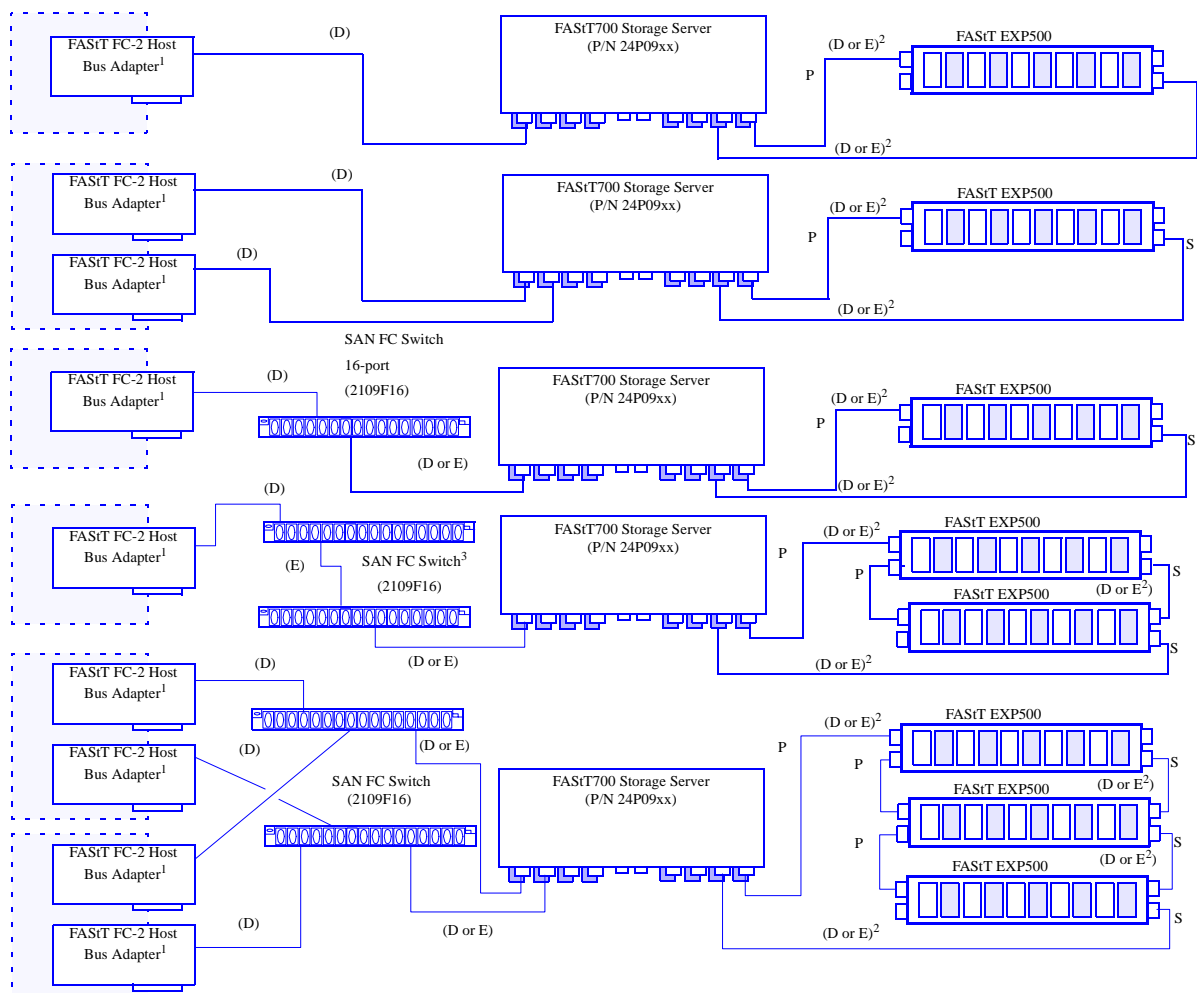 FAStT FC-2 Host
Bus Adapter1
(D)
FAStT700 Storage Server
(P/N 24P09xx)
(D or E)2
P
FAStT EXP500
(D or E)2
FAStT FC-2 Host
Bus Adapter1
(D)
FAStT FC-2 Host
Bus Adapter1
(D)
FAStT700 Storage Server
(P/N 24P09xx)
(D or E)2
P
FAStT EXP500
S
(D or E)2
FAStT FC-2 Host
Bus Adapter1
(D)
SAN FC Switch
16-port
(2109F16)
(D or E)
FAStT700 Storage Server
(P/N 24P09xx)
(D or E)2
P
FAStT EXP500
S
(D or E)2
FAStT FC-2 Host
Bus Adapter1
(D)
(E)
SAN FC Switch3
(2109F16)
(D or E)
FAStT700 Storage Server
(P/N 24P09xx)
P
(D or E)2
FAStT EXP500
P
S
(D or E2)
FAStT EXP500
S
(D or E)2
FAStT FC-2 Host
Bus Adapter1
(D)
FAStT FC-2 Host
Bus Adapter1
(D)
(D or E)
SAN FC Switch
(2109F16)
FAStT FC-2 Host
Bus Adapter1
FAStT FC-2 Host
Bus Adapter1
(D)
(D or E)
FAStT700 Storage Server
(P/N 24P09xx)
(D or E)2
P
FAStT EXP500
P
S
(D or E2)
FAStT EXP500
P
S
(D or E2)
FAStT EXP500
S
(D or E)2